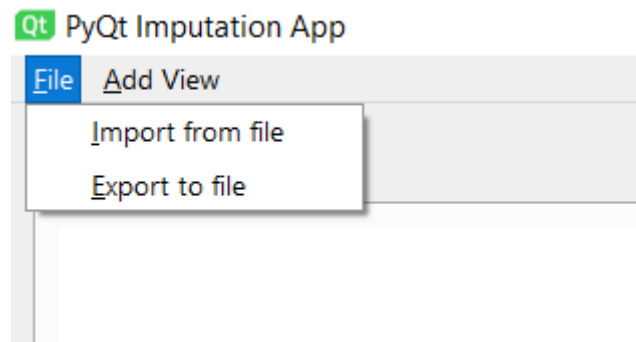 Qt PyQt Imputation App
File Add View
Import from file
Export to file